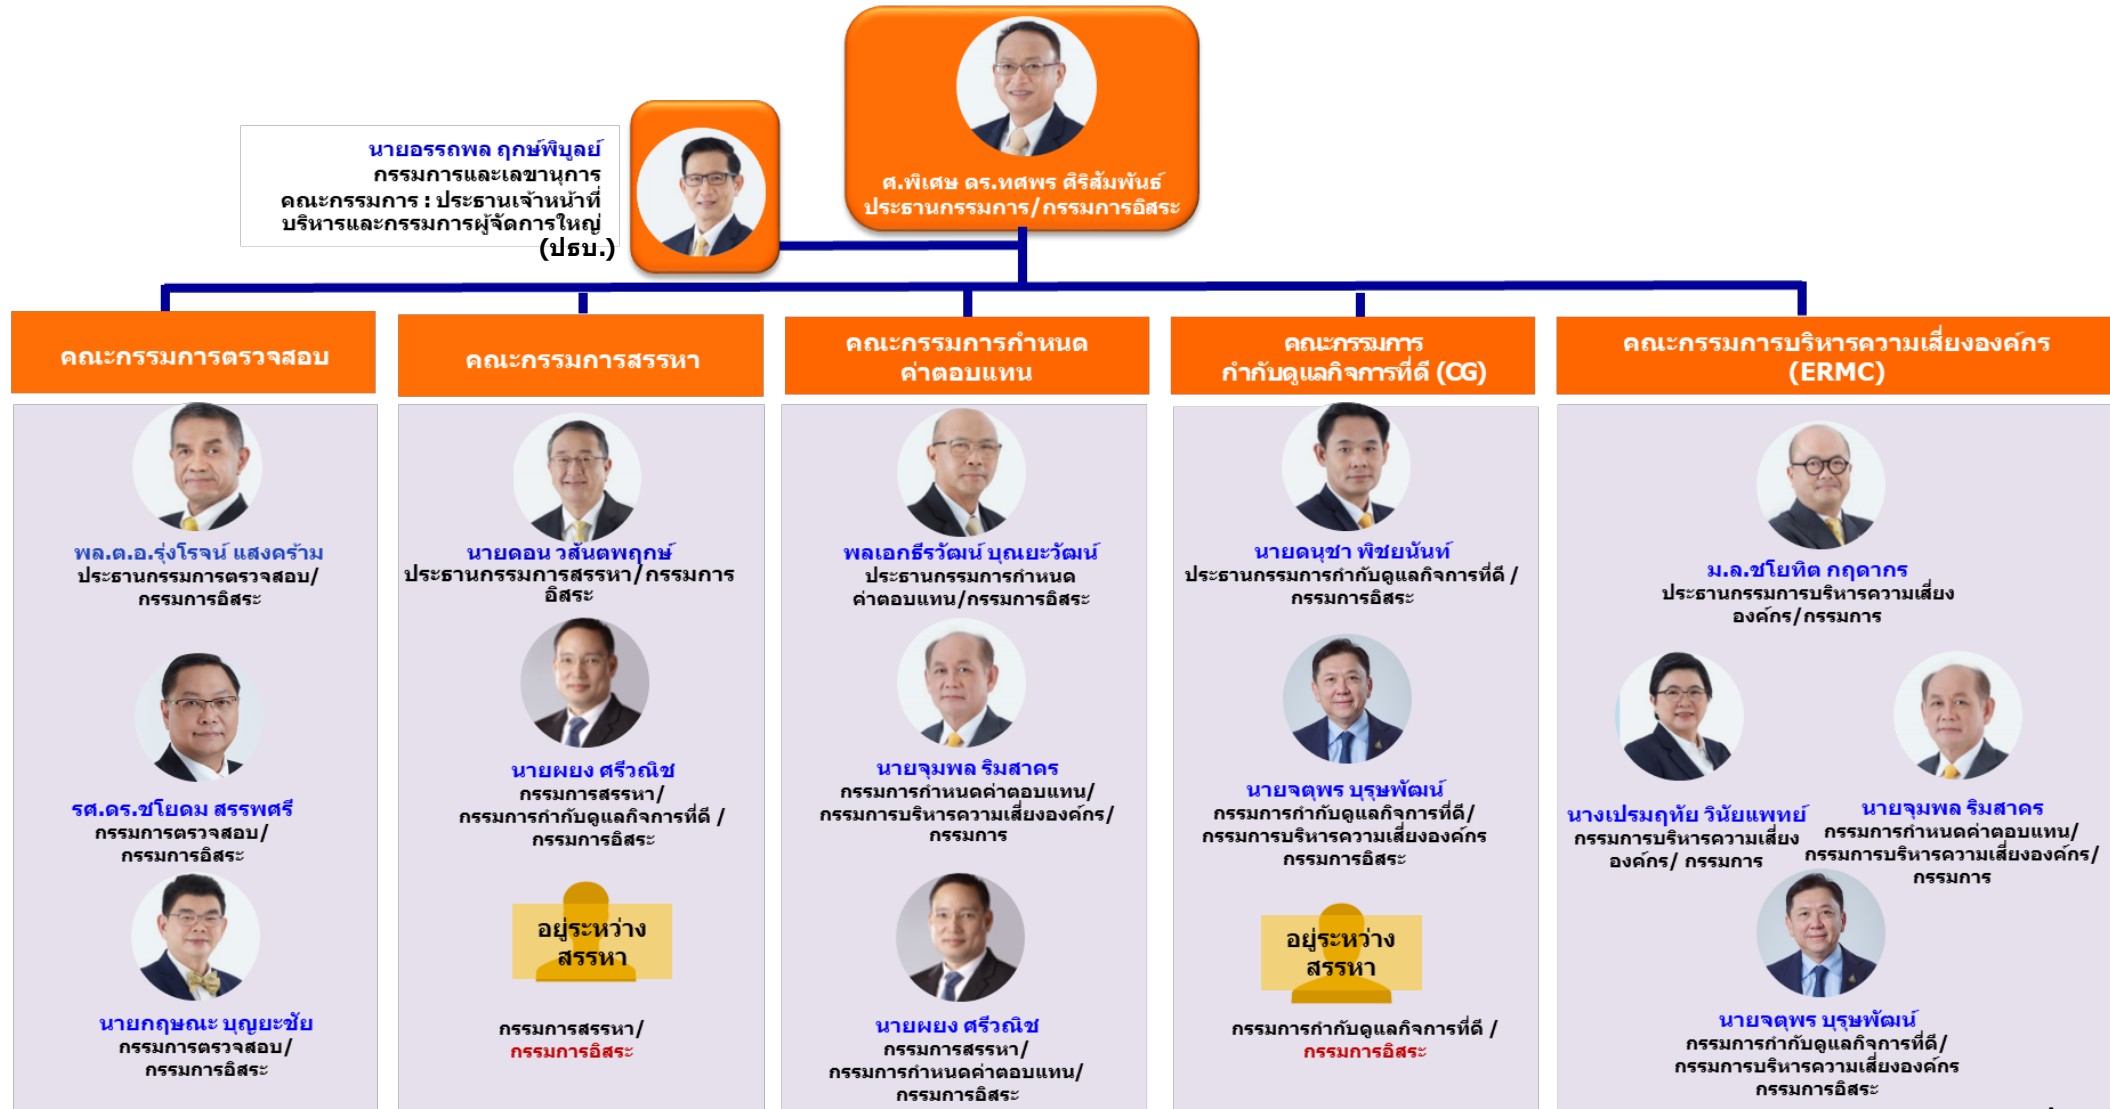 ศ.พิเศษ ดร.ทศพร ศิริสัมพันธ์
ประธานกรรมการ/กรรมการอิสระ
นายอรรถพล ฤกษ์พิบูลย์
กรรมการและเลขานุการ
คณะกรรมการ : ประธานเจ้าหน้าที่
บริหารและกรรมการผู้จัดการใหญ่
(ปธบ.)
คณะกรรมการตรวจสอบ
พล.ต.อ.รุ่งโรจน์ แสงคร้าม
ประธานกรรมการตรวจสอบ/
กรรมการอิสระ
รศ.ดร.ชโยดม สรรพศรี
กรรมการตรวจสอบ/
กรรมการอิสระ
นายกฤษณะ บุญยะชัย
กรรมการตรวจสอบ/
กรรมการอิสระ
คณะกรรมการสรรหา
นายดอน วสันตพฤกษ์
ประธานกรรมการสรรหา/กรรมการ
อิสระ
นายผยง ศรีวณิช
กรรมการสรรหา/
กรรมการกำกับดูแลกิจการที่ดี /
กรรมการอิสระ
อยู่ระหว่าง
สรรหา
กรรมการสรรหา/
กรรมการอิสระ
คณะกรรมการกำหนด
ค่าตอบแทน
พลเอกธีรวัฒน์ บุณยะวัฒน์
ประธานกรรมการกำหนด
ค่าตอบแทน/กรรมการอิสระ
นายจุมพล ริมสาคร
กรรมการกำหนดค่าตอบแทน/
กรรมการบริหารความเสี่ยงองค์กร/
กรรมการ
นายผยง ศรีวณิช
กรรมการสรรหา/
กรรมการกำหนดค่าตอบแทน/
กรรมการอิสระ
คณะกรรมการ
กำกับดูแลกิจการที่ดี (CG)
นายดนุชา พิชยนันท์
ประธานกรรมการกำกับดูแลกิจการที่ดี /
กรรมการอิสระ
นายจตุพร บุรุษพัฒน์
กรรมการกำกับดูแลกิจการที่ดี/
กรรมการบริหารความเสี่ยงองค์กร
กรรมการอิสระ
อยู่ระหว่าง
สรรหา
กรรมการกำกับดูแลกิจการที่ดี /
กรรมการอิสระ
คณะกรรมการบริหารความเสี่ยงองค์กร
(ERMC)
ม.ล.ชโยทิต กฤดากร
ประธานกรรมการบริหารความเสี่ยง
องค์กร/กรรมการ
นางเปรมฤทัย วินัยแพทย์
กรรมการบริหารความเสี่ยง
องค์กร/ กรรมการ
นายจุมพล ริมสาคร
กรรมการกำหนดค่าตอบแทน/
กรรมการบริหารความเสี่ยงองค์กร/
กรรมการ
นายจตุพร บุรุษพัฒน์
กรรมการกำกับดูแลกิจการที่ดี/
กรรมการบริหารความเสี่ยงองค์กร
กรรมการอิสระ